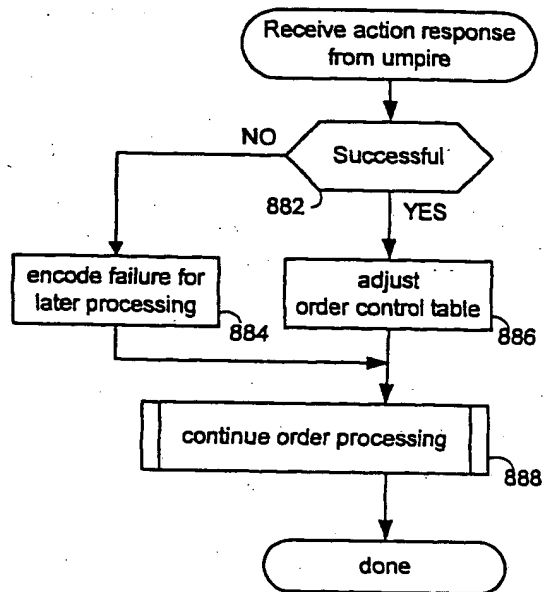 Receive action response
from umpire
NO
Successful
882
YES
encode failure for
later processing
884
adjust
order control table
886
continue order processing
888
done